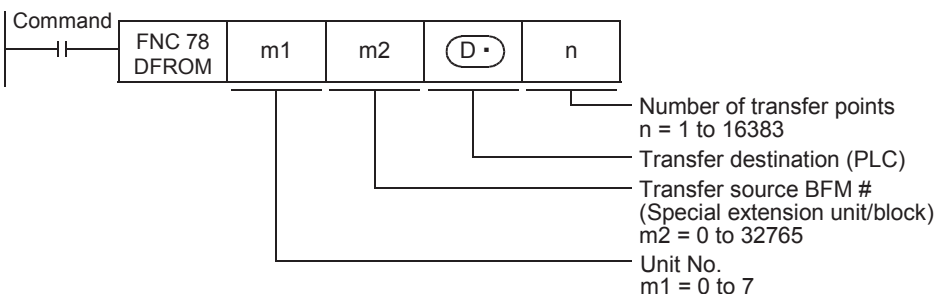 Command
FNC 78
DFROM
m1
m2
D •
n
Number of transfer points
n = 1 to 16383
Transfer destination (PLC)
Transfer source BFM #
(Special extension unit/block)
m2 = 0 to 32765
Unit No.
m1 = 0 to 7